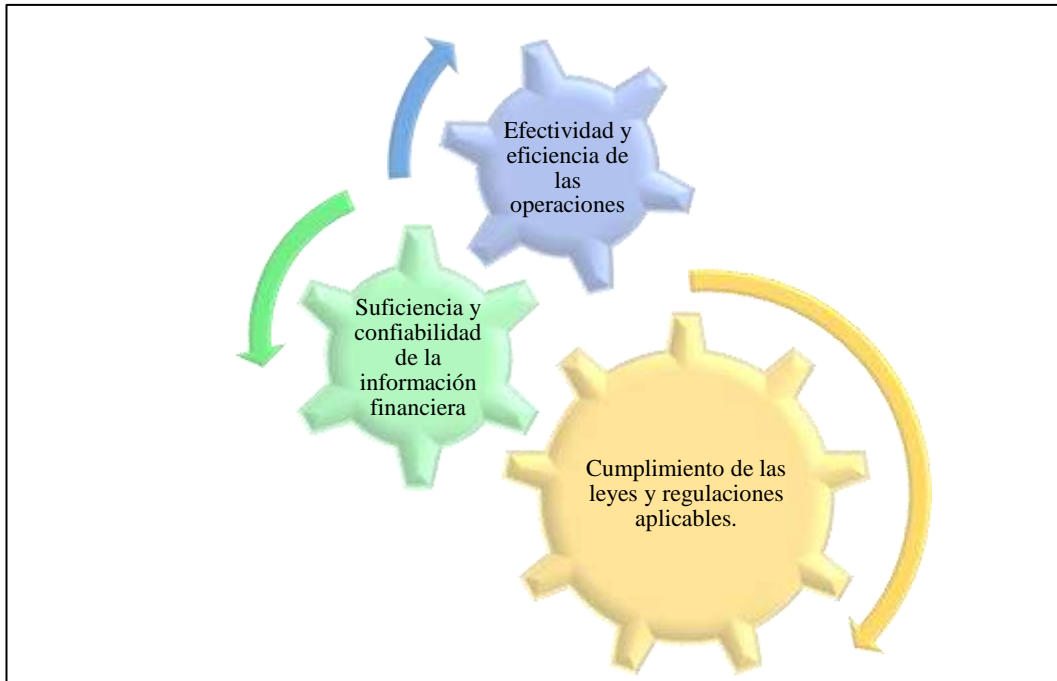 Efectividad y
eficiencia de
las
operaciones
Suficiencia y
confiabilidad
de la
información
financiera
Cumplimiento de las
leyes y regulaciones
aplicables.